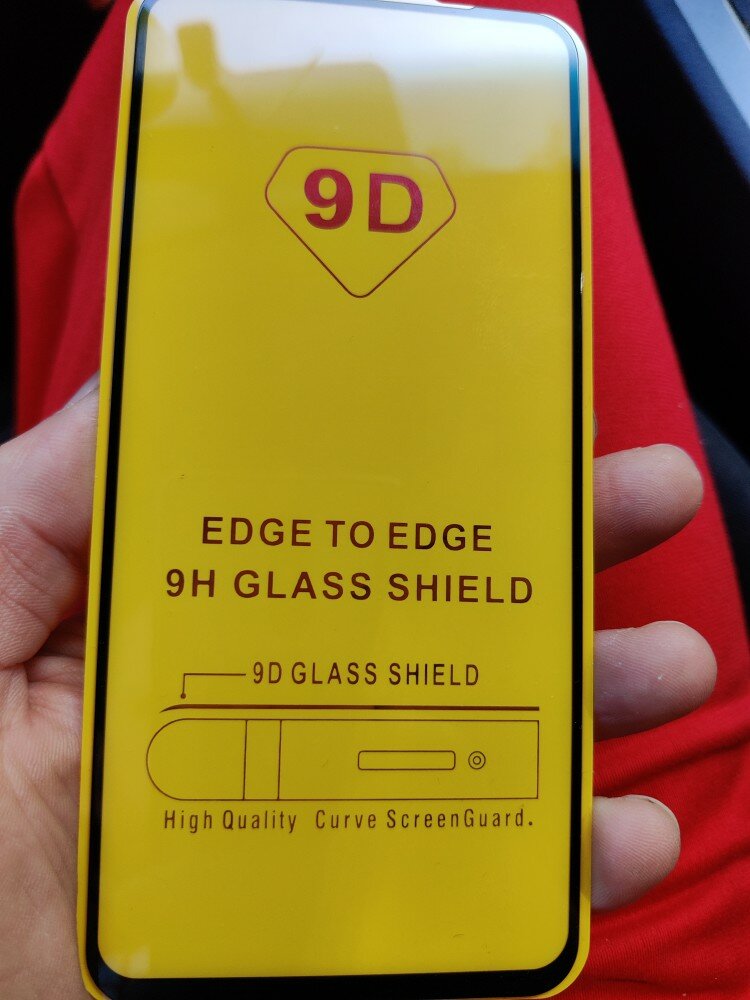 9D
EDGE TO EDGE
9H GLASS SHIELD
9D GLASS SHIELD
High Quality Curve ScreenGuard.